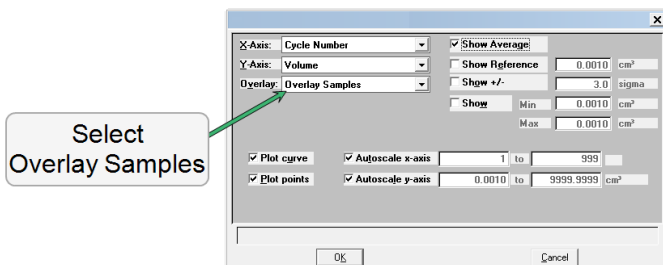 x
X-Axis: Cycle Number
Show Average
Y-Axis: Volume
Show Reference 0.0010 cm³
Overlay: Overlay Samples
Show +/- 3.0 sigma
Show Min 0.0010 cm³
Max 0.0010 cm³
Select
Overlay Samples
Plot curve Autoscale x-axis 1 to 999
Plot points Autoscale y-axis 0.0010 to 9999.9999 cm³
OK Cancel